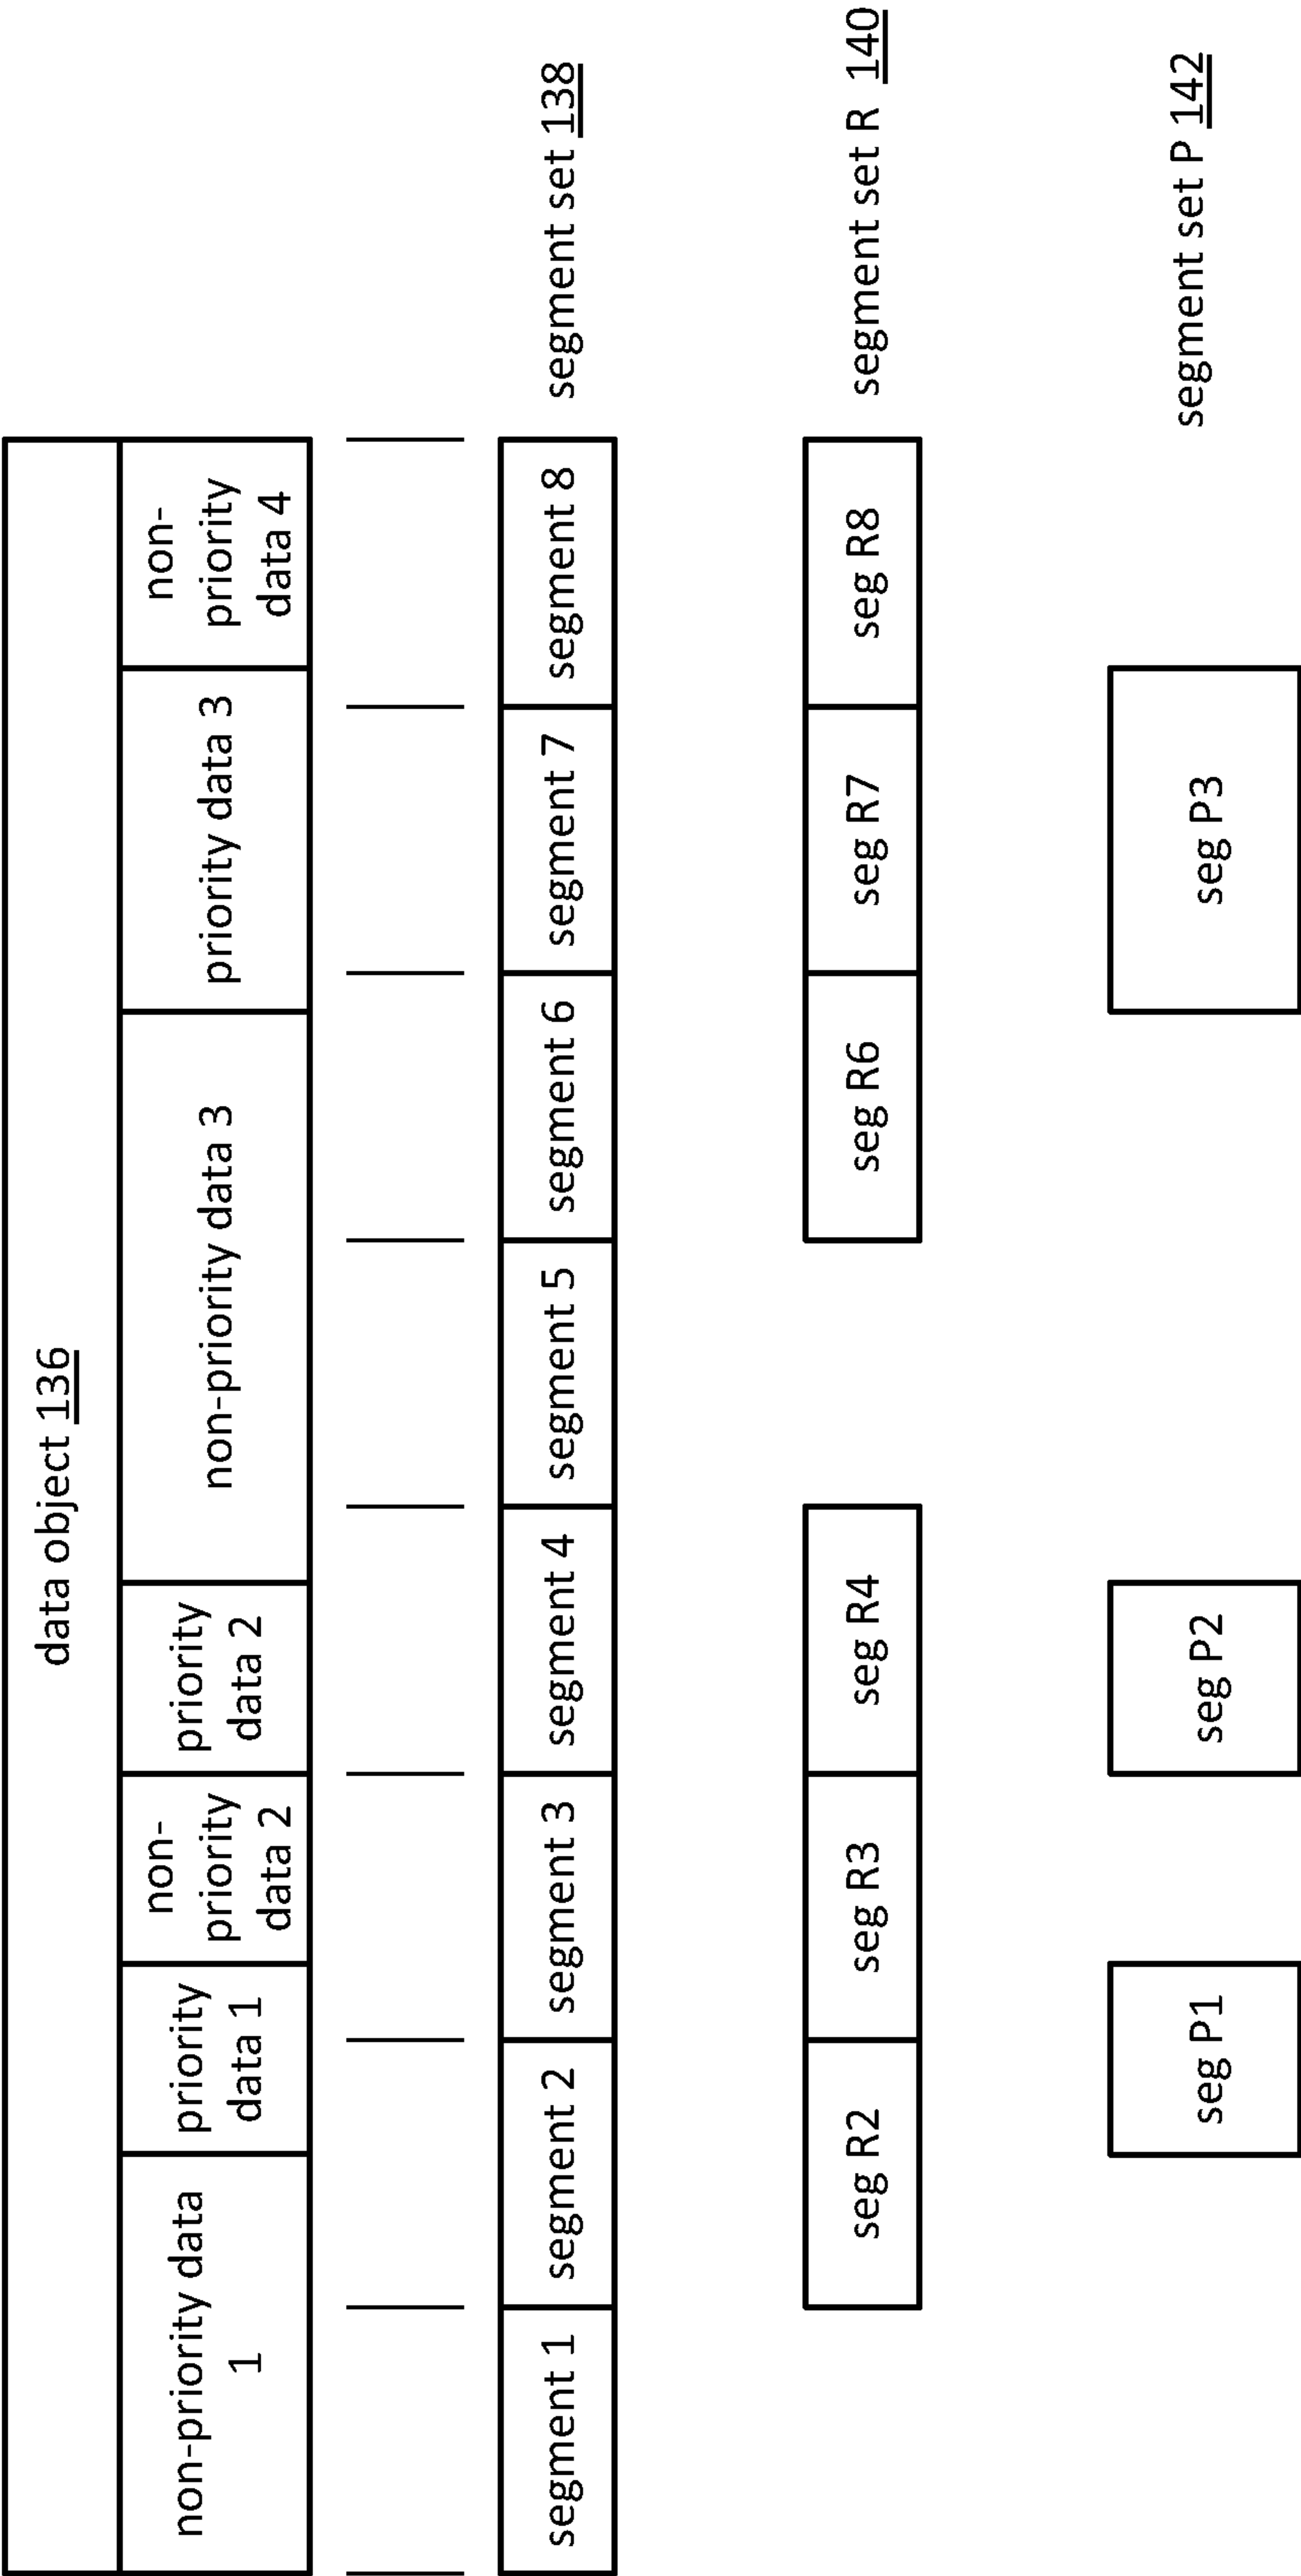 data object 136
non-priority data
1
priority
data 1
non-
priority
data 2
priority
data 2
non-priority data 3
priority data 3
non-
priority
data 4
segment 1
segment 2
segment 3
segment 4
segment 5
segment 6
segment 7
segment 8
segment set 138
seg R2
seg R3
seg R4
seg R6
seg R7
seg R8
segment set R 140
seg P1
seg P2
seg P3
segment set P 142